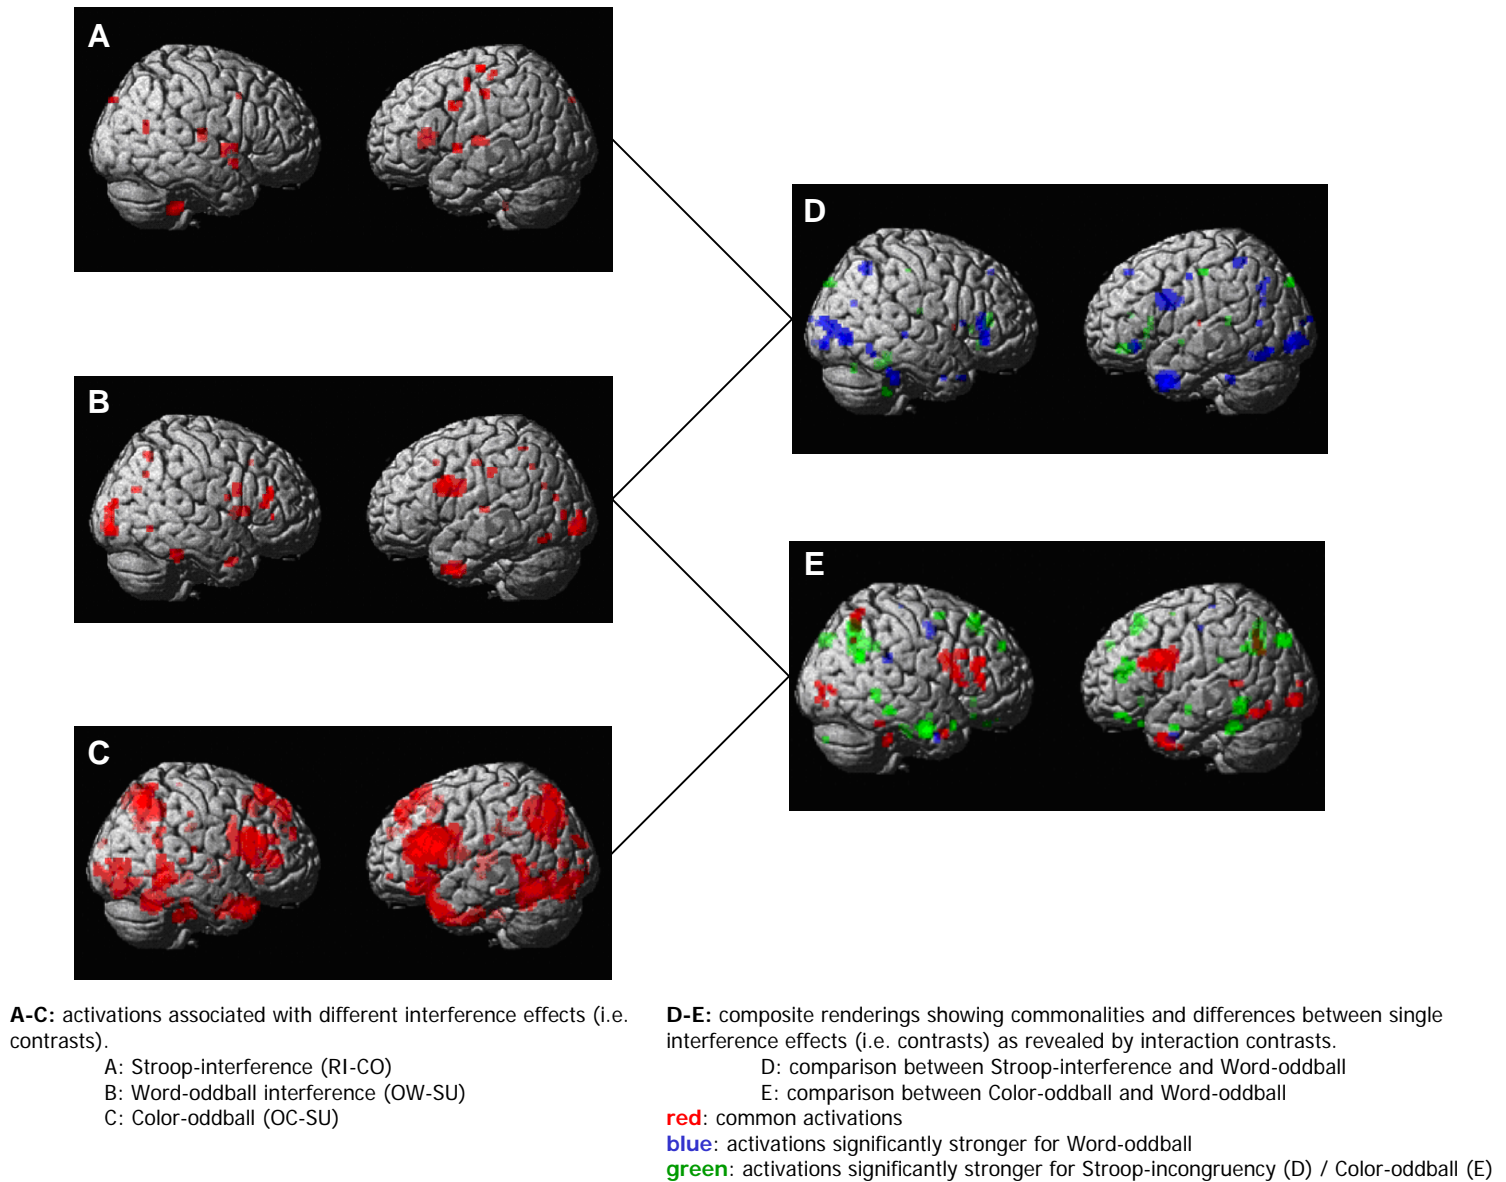 A
B
C
D
E
A-C: activations associated with different interference effects (i.e.
contrasts).
A: Stroop-interference (RI-CO)
B: Word-oddball interference (OW-SU)
C: Color-oddball (OC-SU)
D-E: composite renderings showing commonalities and differences between single
interference effects (i.e. contrasts) as revealed by interaction contrasts.
D: comparison between Stroop-interference and Word-oddball
E: comparison between Color-oddball and Word-oddball
red: common activations
blue: activations significantly stronger for Word-oddball
green: activations significantly stronger for Stroop-incongruency (D) / Color-oddball (E)